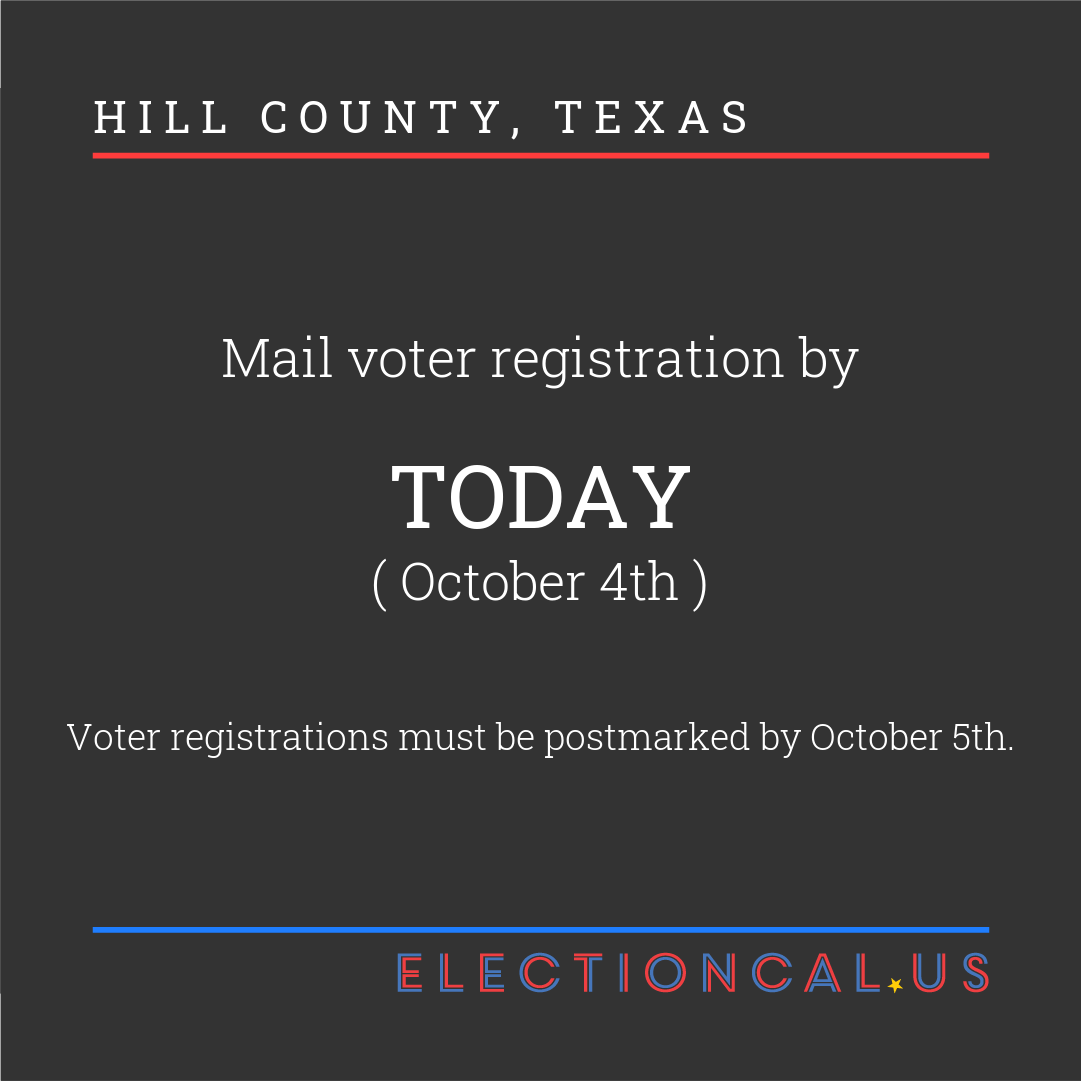 HILL COUNTY, TEXAS
Mail voter registration by
TODAY
( October 4th )
Voter registrations must be postmarked by October 5th.
ELECTIONCAL.US